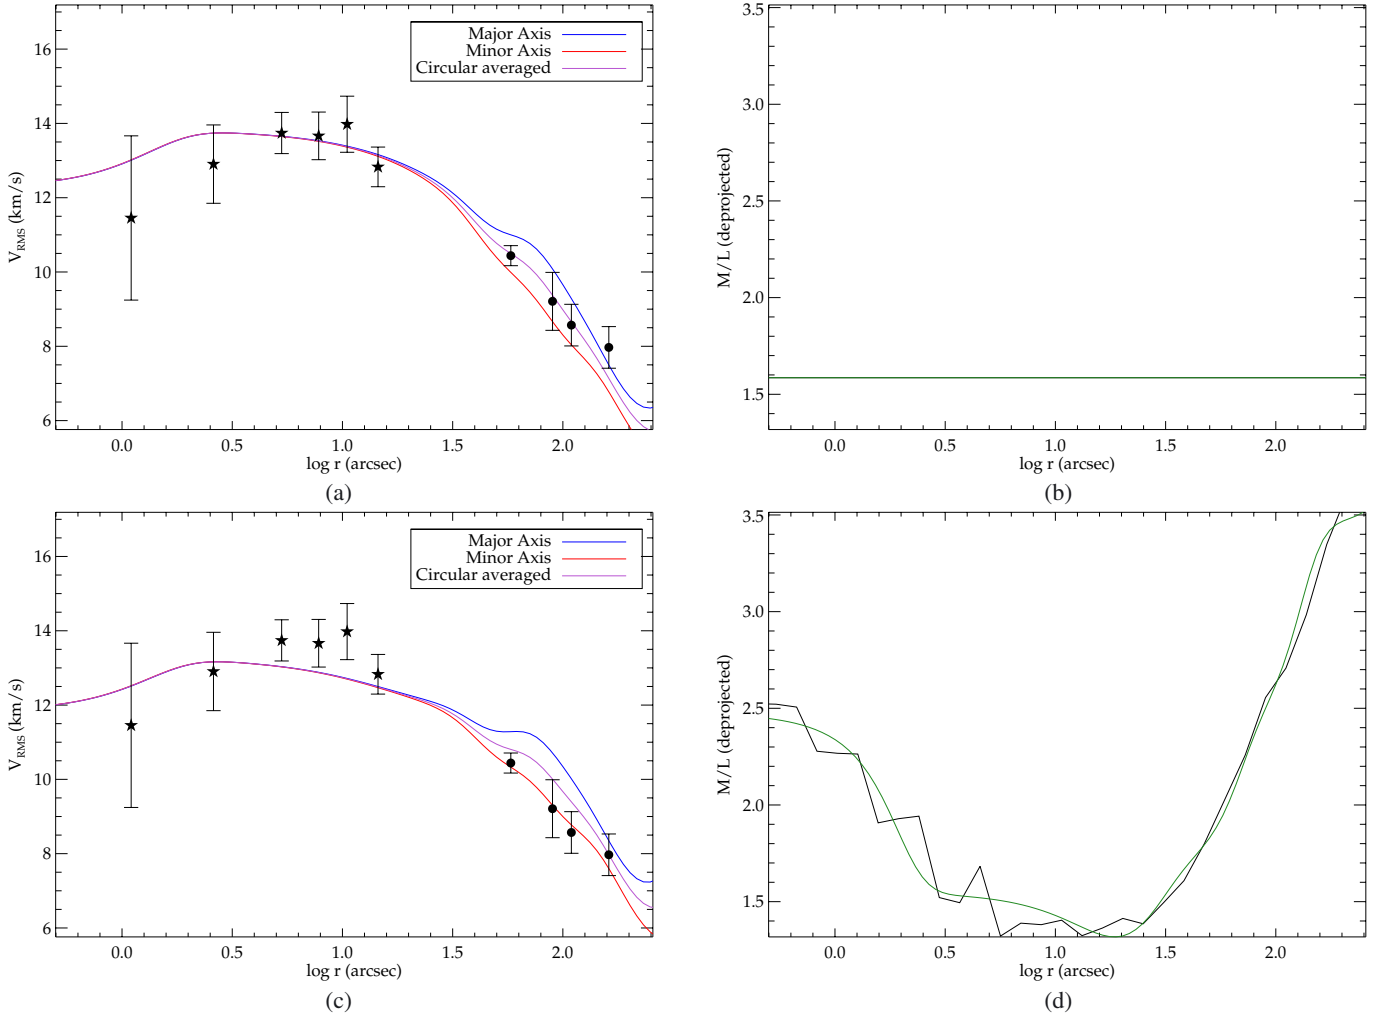 16
14
12
10
8
6
V_RMS (km/s)
Major Axis
Minor Axis
Circular averaged
0.0 0.5 1.0 1.5 2.0
log r (arcsec)
(a)
3.5
3.0
2.5
2.0
1.5
M/L (deprojected)
0.0 0.5 1.0 1.5 2.0
log r (arcsec)
(b)
16
14
12
10
8
6
V_RMS (km/s)
Major Axis
Minor Axis
Circular averaged
0.0 0.5 1.0 1.5 2.0
log r (arcsec)
(c)
3.5
3.0
2.5
2.0
1.5
M/L (deprojected)
0.0 0.5 1.0 1.5 2.0
log r (arcsec)
(d)